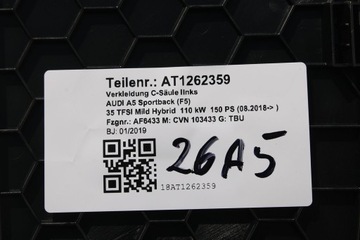 Teilenr.: AT1262359
Verkleidung C-Säule links
AUDI A5 Sportback (F5)
35 TFSI Mild Hybrid 110 kW 150 PS (08.2018-> )
Fzgnr.: AF6433 M: CVN 103433 G: TBU
BJ: 01/2019
26A5
18AT1262359